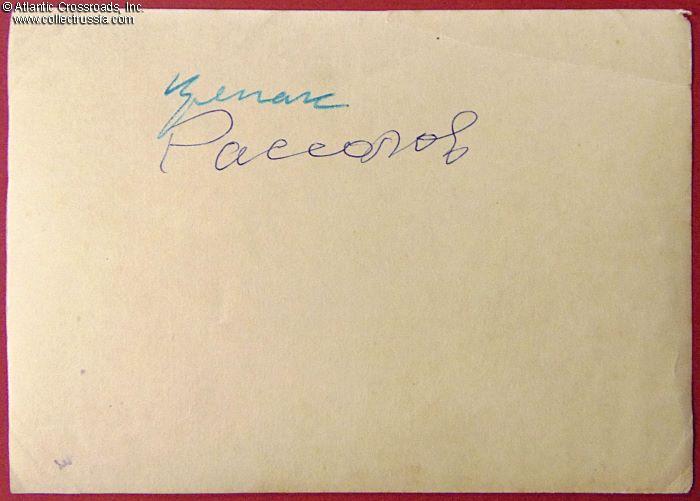 © Atlantic Crossroads, Inc.
www.collectrussia.com
Рассолов